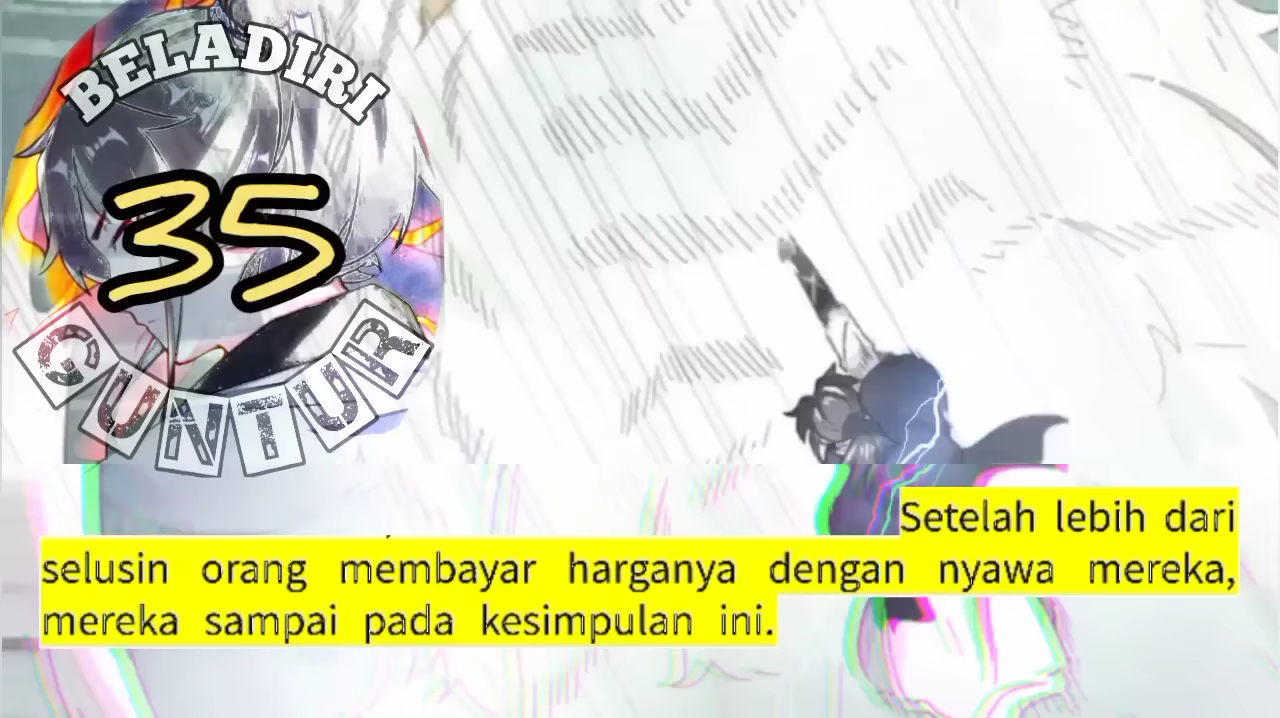 BELADIRI
35
GUNTUR
Setelah lebih dari
selusin orang membayar harganya dengan nyawa mereka,
mereka sampai pada kesimpulan ini.